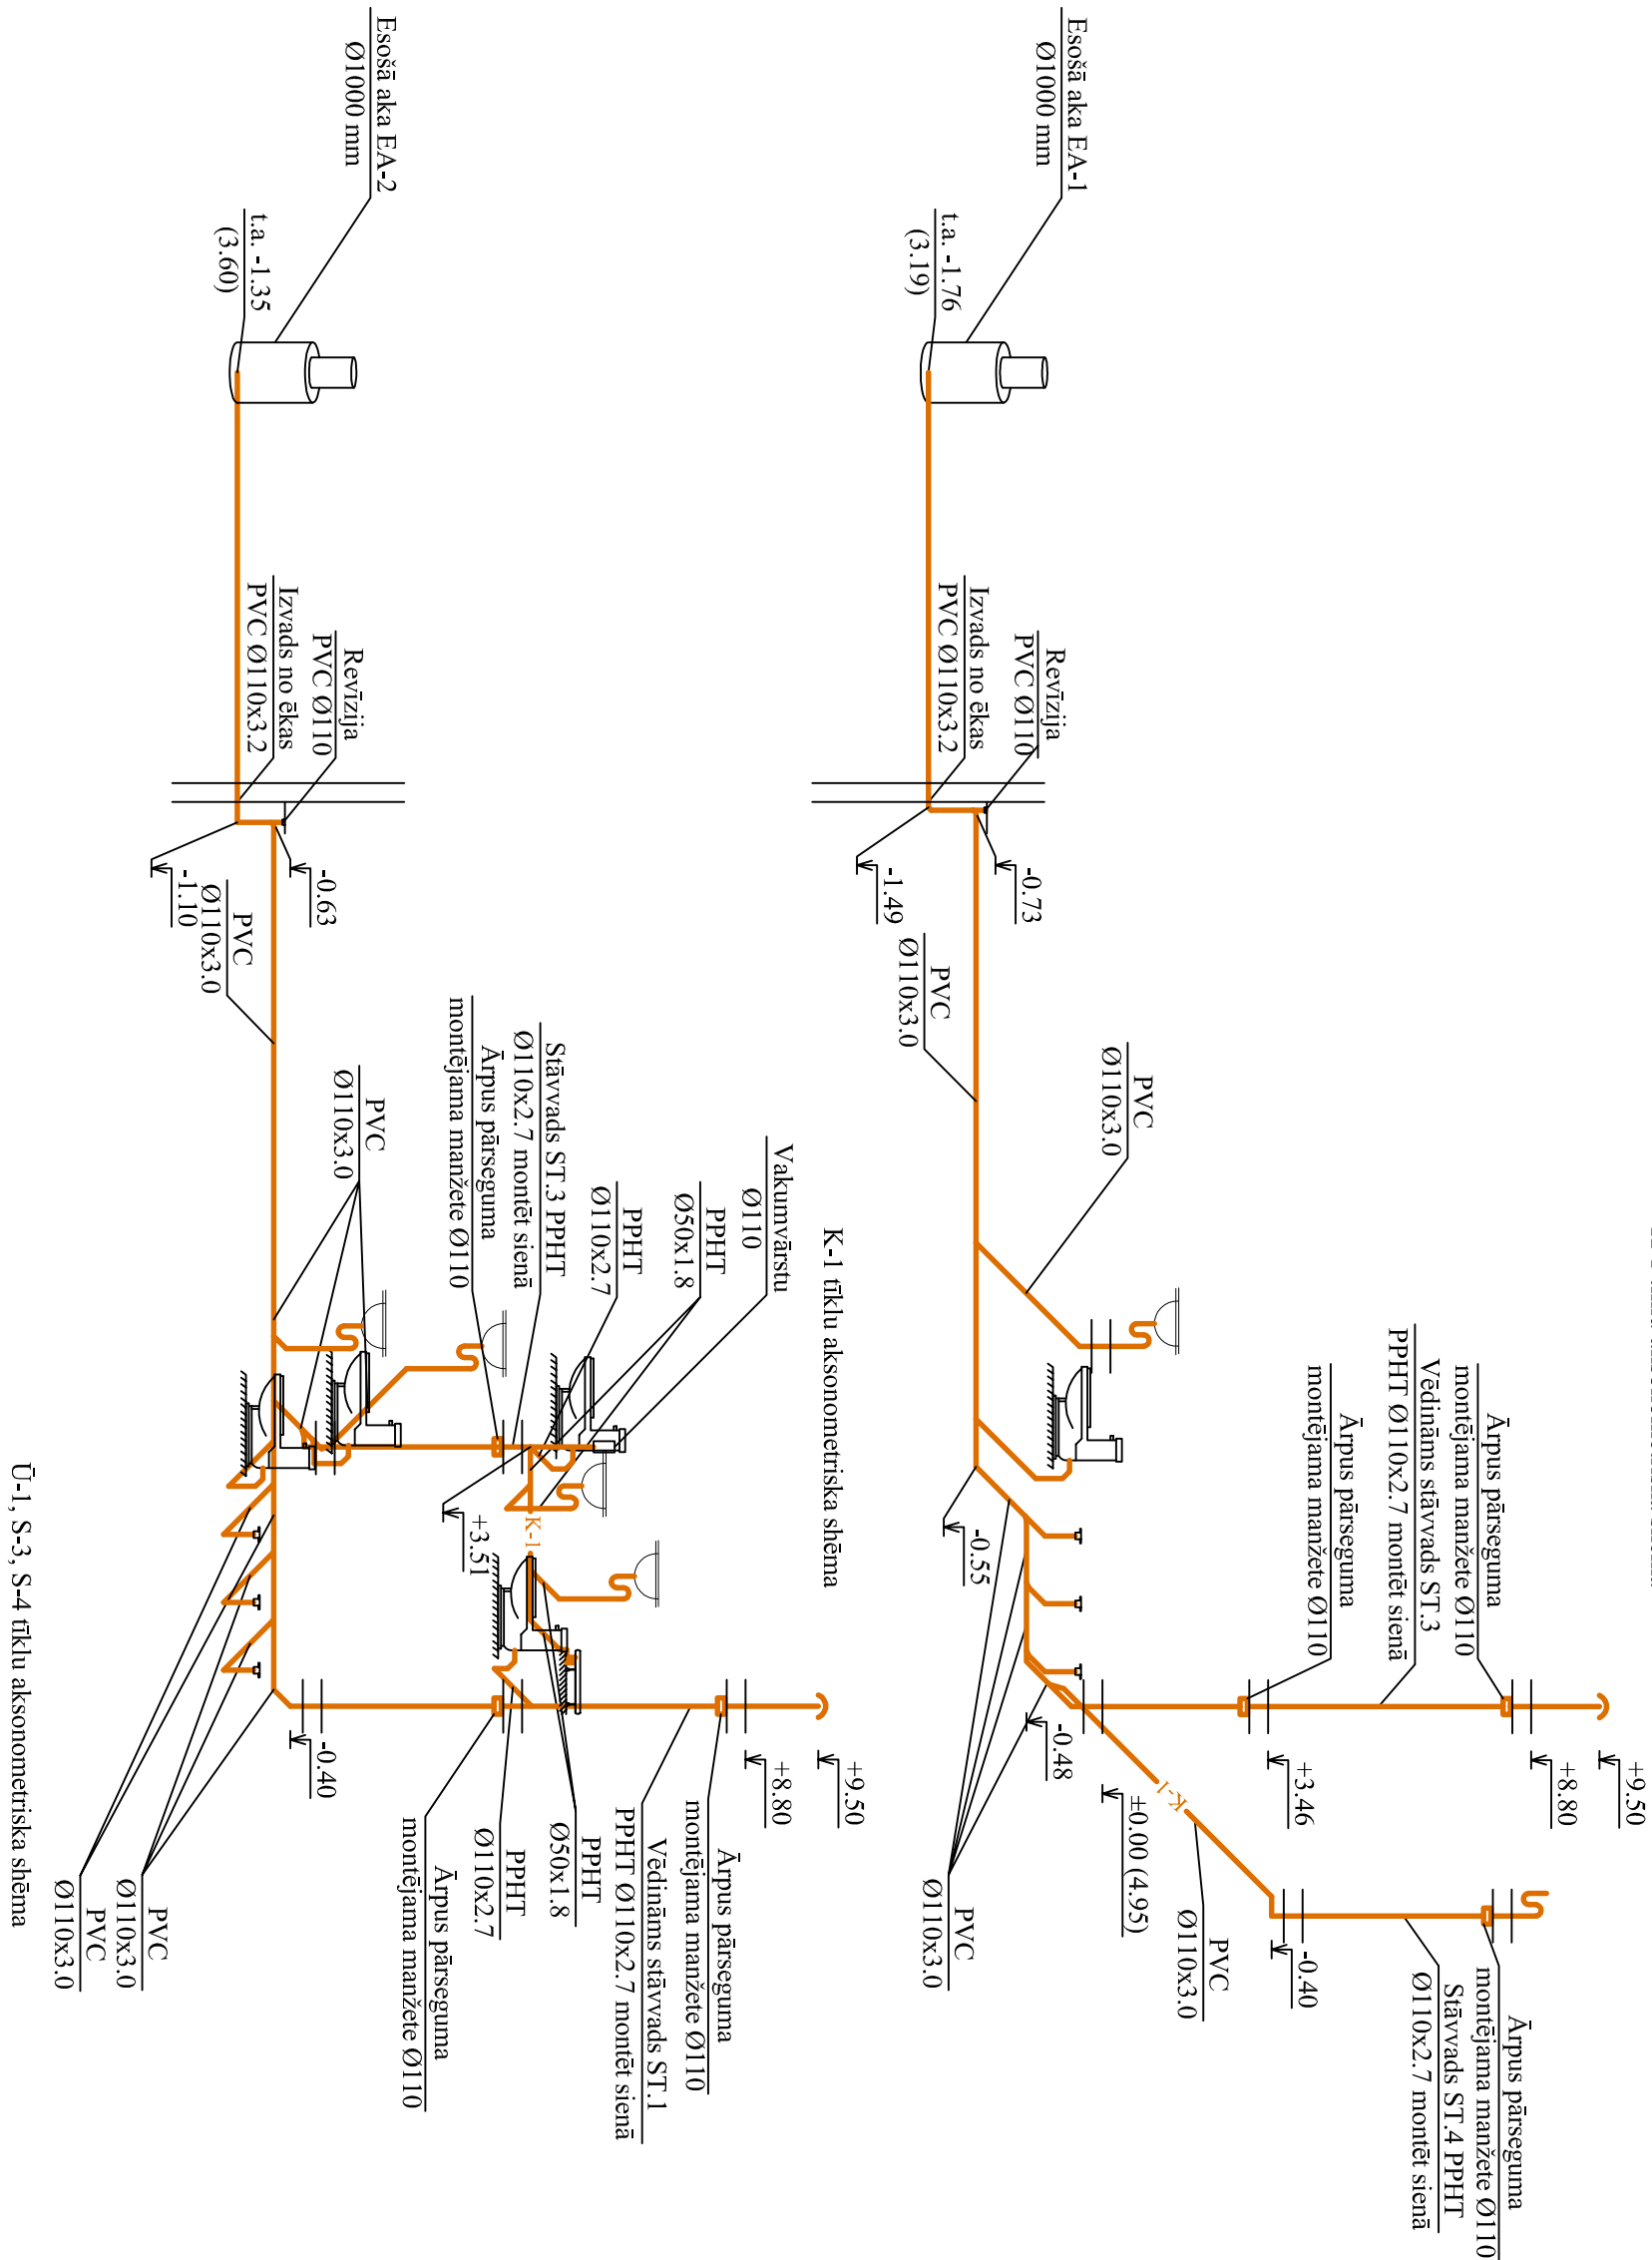 Esošā aka EA-1
Ø1000 mm
t.a. -1.76
(3.19)
Revīzija
PVC Ø110
Izvads no ēkas
PVC Ø110x3.2
-0.73
-1.49
PVC
Ø110x3.0
PVC
Ø110x3.0
-0.55
Ārpus pārseguma
montējama manžete Ø110
Vēdināms stāvvads ST.3
PPHT Ø110x2.7 montēt sienā
Ārpus pārseguma
montējama manžete Ø110
+9.50
+8.80
+3.46
±0.00 (4.95)
-0.48
K-1
PVC
Ø110x3.0
PVC
Ø110x3.0
-0.40
Ārpus pārseguma
montējama manžete Ø110
Stāvvads ST.4 PPHT
Ø110x2.7 montēt sienā
K-1 tīklu aksonometriska shēma
Esošā aka EA-2
Ø1000 mm
t.a. -1.35
(3.60)
Revīzija
PVC Ø110
Izvads no ēkas
PVC Ø110x3.2
-0.63
-1.10
PVC
Ø110x3.0
PVC
Ø110x3.0
Vakumvārstu
Ø110
PPHT
Ø50x1.8
PPHT
Ø110x2.7
Stāvvads ST.3 PPHT
Ø110x2.7 montēt sienā
Ārpus pārseguma
montējama manžete Ø110
+3.51
K-1
+9.50
+8.80
-0.40
Ārpus pārseguma
montējama manžete Ø110
Vēdināms stāvvads ST.1
PPHT Ø110x2.7 montēt sienā
PPHT
Ø50x1.8
PPHT
Ø110x2.7
Ārpus pārseguma
montējama manžete Ø110
PVC
Ø110x3.0
PVC
Ø110x3.0
Ū-1, S-3, S-4 tīklu aksonometriska shēma